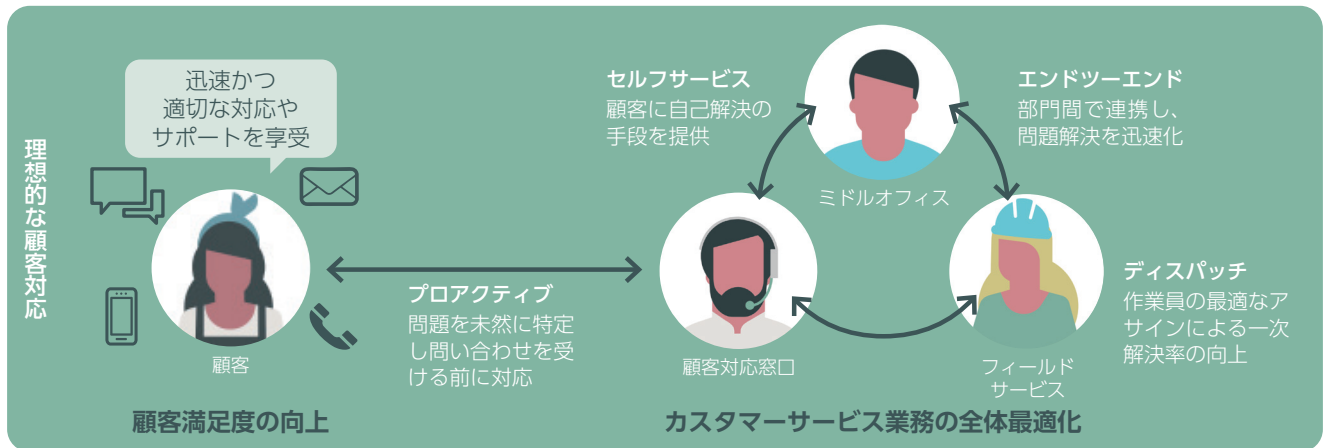 理想的な顧客対応
迅速かつ
適切な対応や
サポートを享受
顧客
顧客満足度の向上
プロアクティブ
問題を未然に特定
し問い合わせを受
ける前に対応
セルフサービス
顧客に自己解決の
手段を提供
ミドルオフィス
エンドツーエンド
部門間で連携し、
問題解決を迅速化
顧客対応窓口
フィールド
サービス
ディスパッチ
作業員の最適なア
サインによる一次
解決率の向上
カスタマーサービス業務の全体最適化